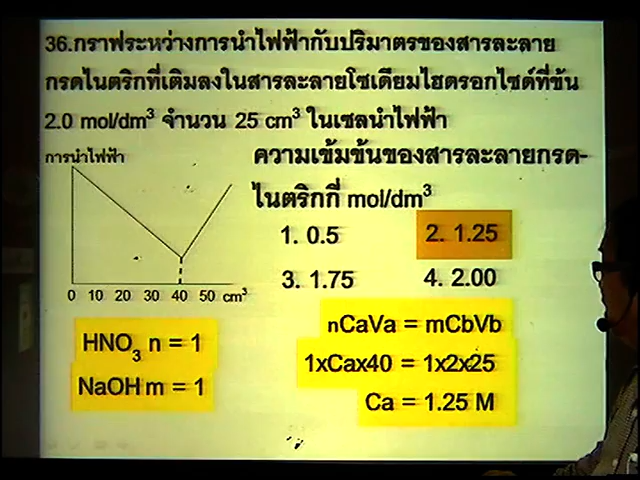 36.กราฟระหว่างการนำไฟฟ้ากับปริมาตรของสารละลาย
กรดไนตริกที่เติมลงในสารละลายโซเดียมไฮดรอกไซด์ที่ข้น
2.0 mol/dm³ จำนวน 25 cm³ ในเซลนำไฟฟ้า
การนำไฟฟ้า
ความเข้มข้นของสารละลายกรด-
ไนตริกกี่ mol/dm³
1. 0.5
2. 1.25
3. 1.75
4. 2.00
0 10 20 30 40 50 cm³
HNO₃ n = 1
NaOH m = 1
nCaVa = mCbVb
1xCax40 = 1x2x25
Ca = 1.25 M